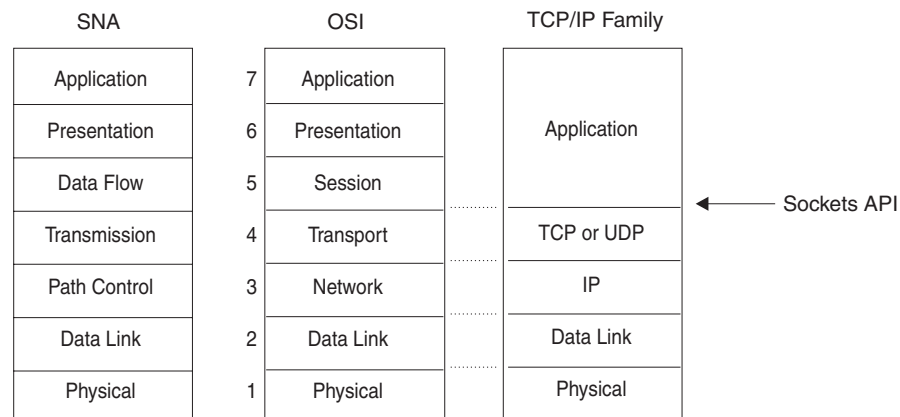 SNA OSI TCP/IP Family
Application 7 Application
Presentation 6 Presentation Application
Data Flow 5 Session
Sockets API
Transmission 4 Transport TCP or UDP
Path Control 3 Network IP
Data Link 2 Data Link Data Link
Physical 1 Physical Physical